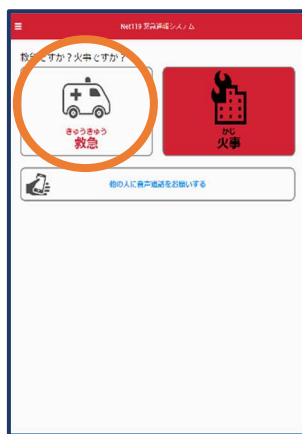 Net119 緊急通報システム
救急ですか？火事ですか？
きゅうきゅう
救急
かじ
火事
他の人に音声通話をお願いする